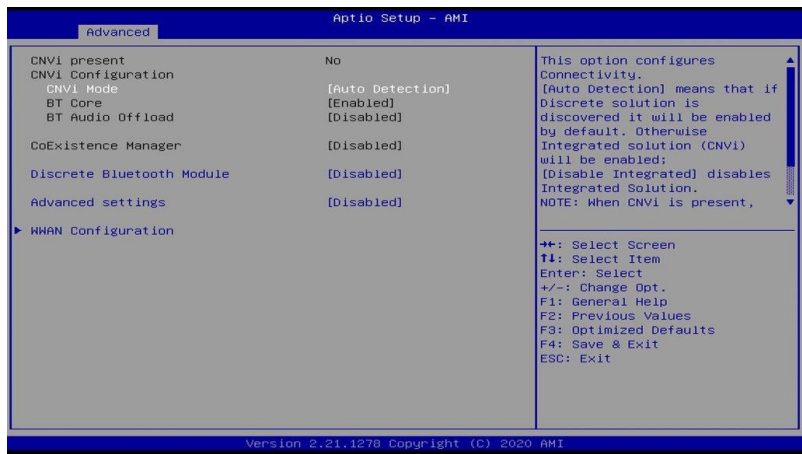 Aptio Setup - AMI
Advanced
CNVi present No
CNVi Configuration
CNVi Mode [Auto Detection]
BT Core [Enabled]
BT Audio Offload [Disabled]
CoExistence Manager [Disabled]
Discrete Bluetooth Module [Disabled]
Advanced settings [Disabled]
▶ WWAN Configuration
This option configures
Connectivity.
[Auto Detection] means that if
Discrete solution is
discovered it will be enabled
by default. Otherwise
Integrated solution (CNVi)
will be enabled;
[Disable Integrated] disables
Integrated Solution.
NOTE: When CNVi is present,
→←: Select Screen
↑↓: Select Item
Enter: Select
+/-: Change Opt.
F1: General Help
F2: Previous Values
F3: Optimized Defaults
F4: Save & Exit
ESC: Exit
Version 2.21.1278 Copyright (C) 2020 AMI